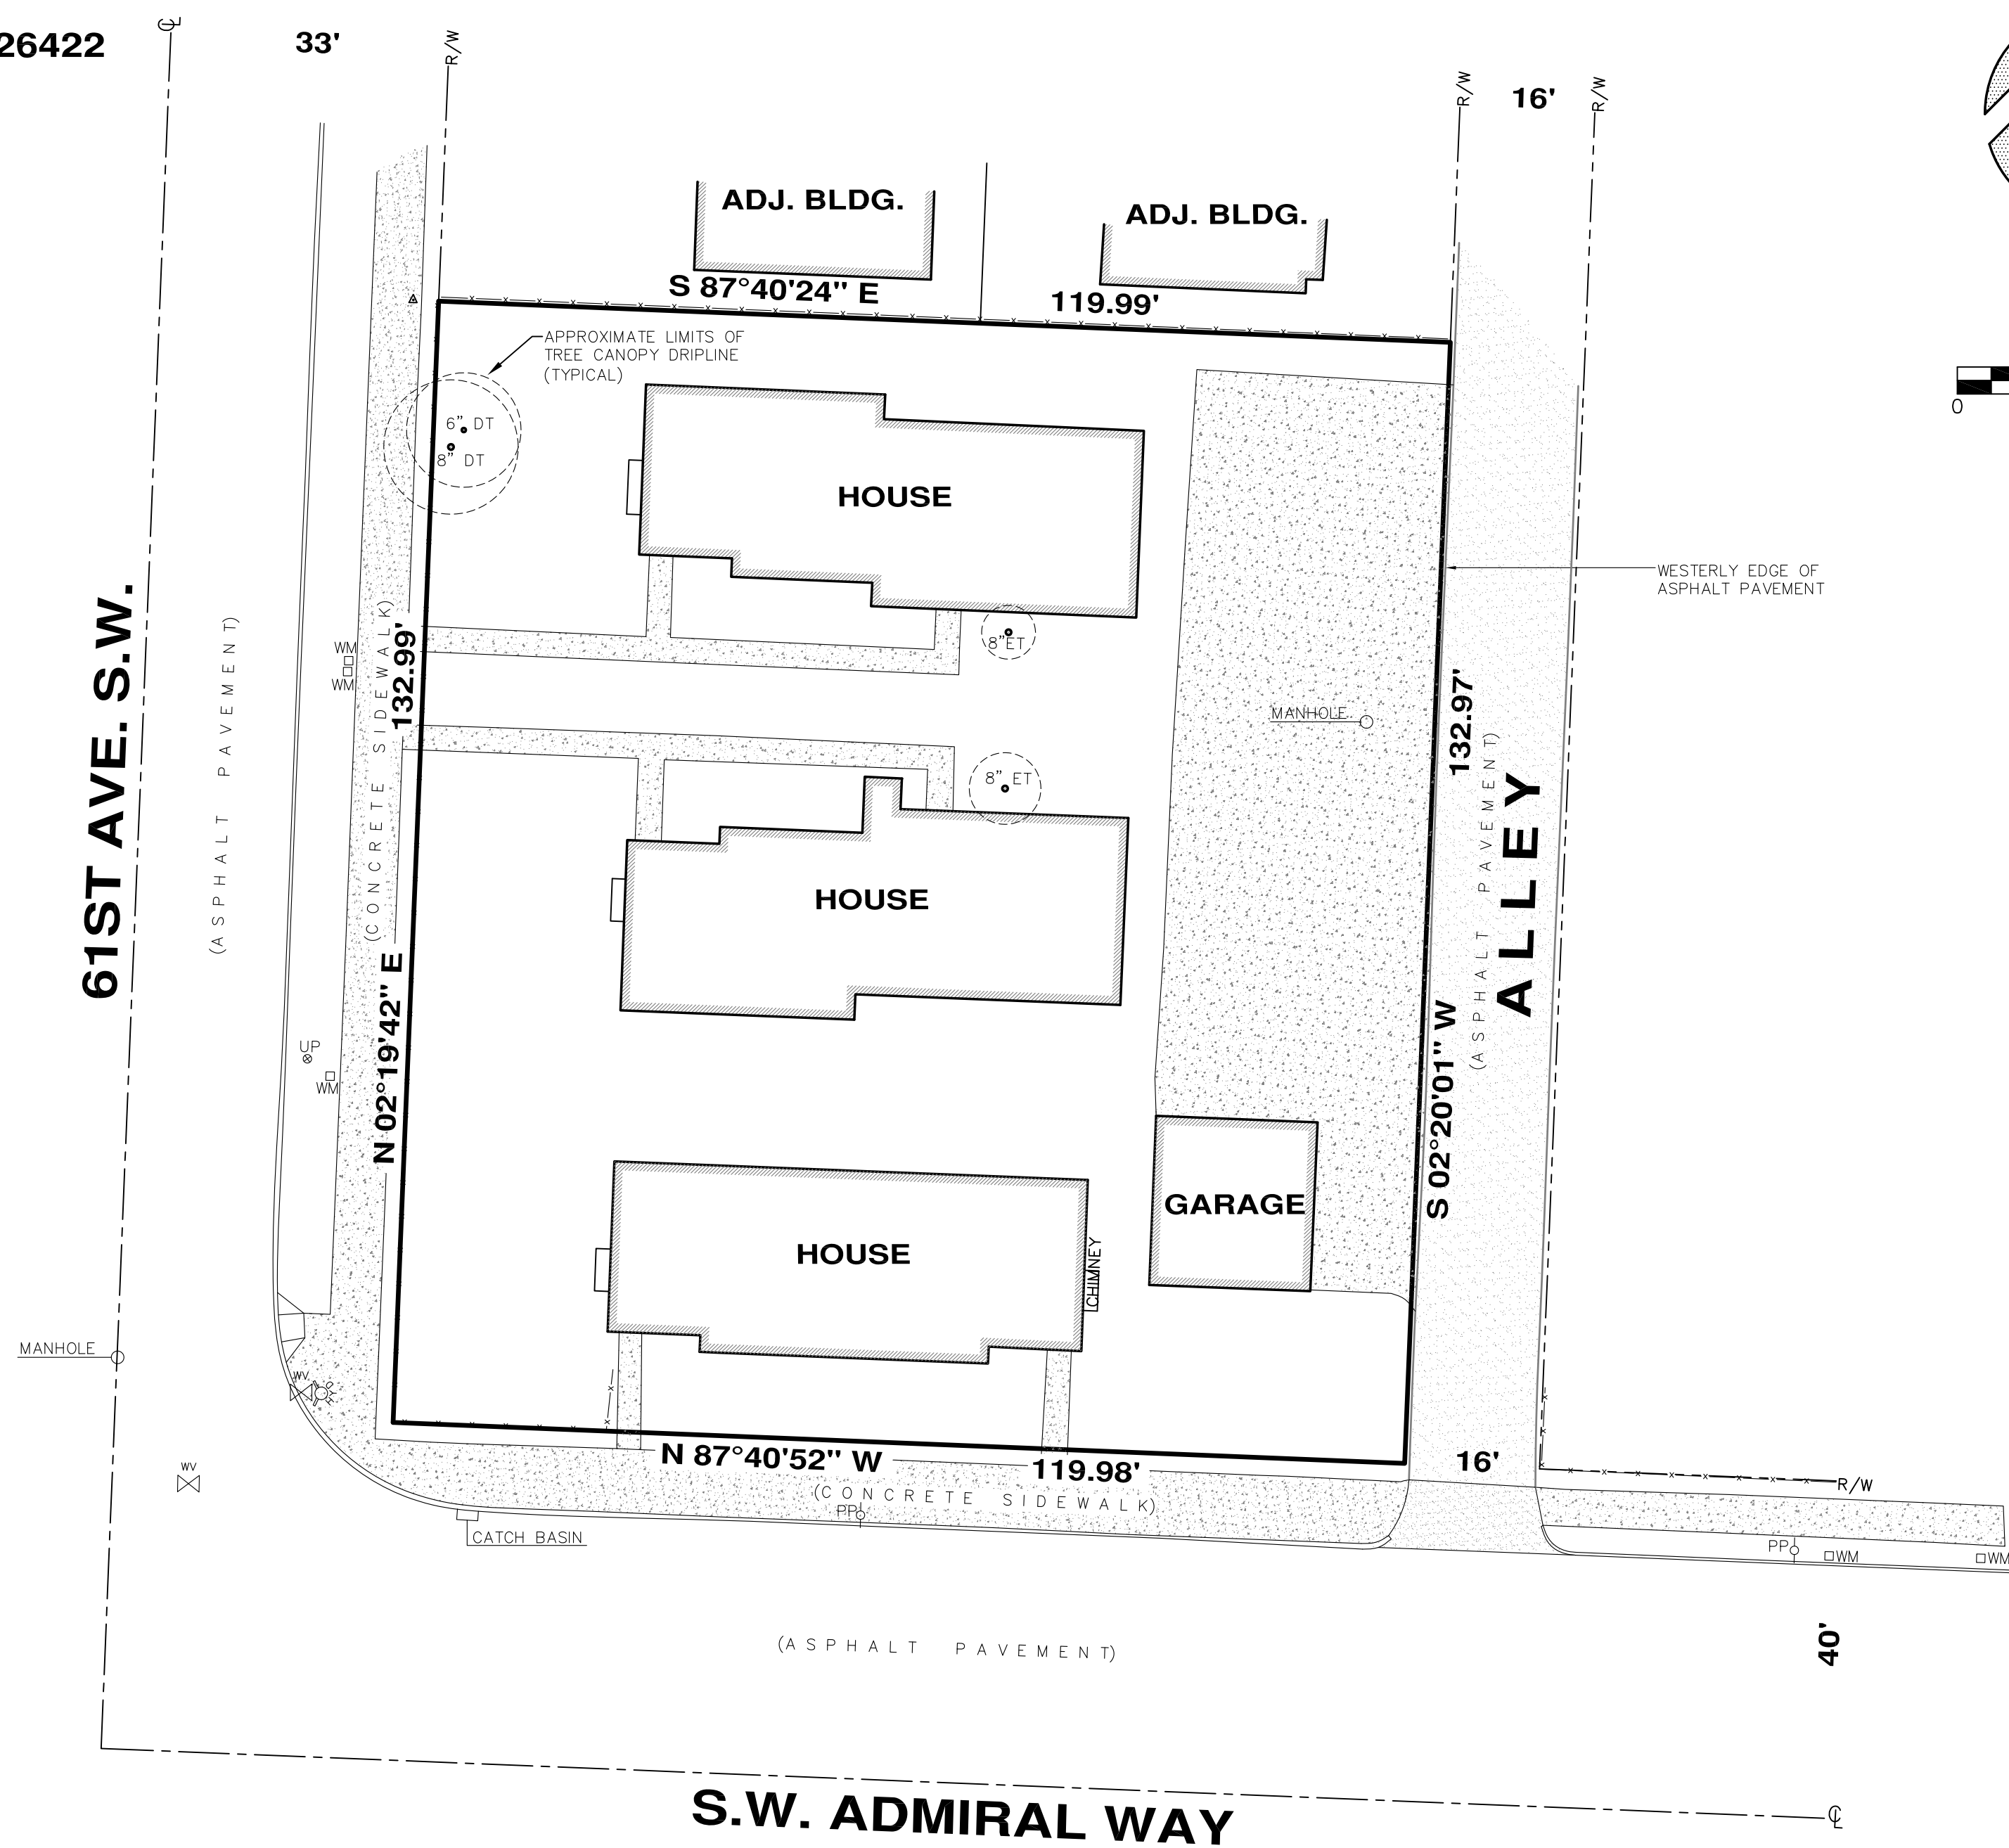 26422
℄
33'
R/W
R/W
16'
R/W
ADJ. BLDG.
ADJ. BLDG.
S 87°40'24" E
119.99'
APPROXIMATE LIMITS OF
TREE CANOPY DRIPLINE
(TYPICAL)
0
6" DT
8" DT
HOUSE
WESTERLY EDGE OF
ASPHALT PAVEMENT
61ST AVE. S.W.
(ASPHALT PAVEMENT)
(CONCRETE SIDEWALK)
132.99'
N 02°19'42" E
WM
WM
8"ET
MANHOLE
132.97'
S 02°20'01" W
(ASPHALT PAVEMENT)
ALLEY
8" ET
HOUSE
UP
WM
GARAGE
HOUSE
CHIMNEY
MANHOLE
WV
HYD
WV
N 87°40'52" W
119.98'
16'
R/W
(CONCRETE SIDEWALK)
PP
CATCH BASIN
PP
WM
WM
(ASPHALT PAVEMENT)
40'
S.W. ADMIRAL WAY
℄